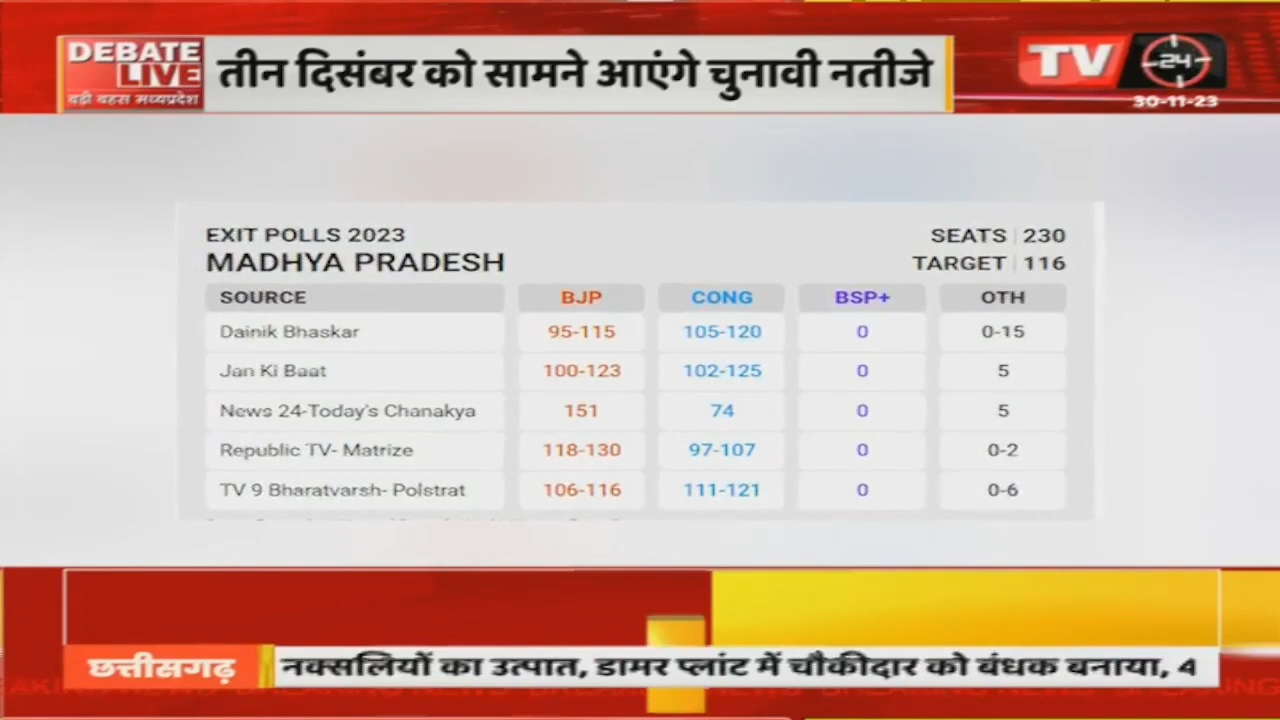 DEBATE
LIVE
बड़ी बहस मध्यप्रदेश
तीन दिसंबर को सामने आएंगे चुनावी नतीजे
TV 24
30-11-23
EXIT POLLS 2023 SEATS 230
MADHYA PRADESH TARGET 116
SOURCE BJP CONG BSP+ OTH
Dainik Bhaskar 95-115 105-120 0 0-15
Jan Ki Baat 100-123 102-125 0 5
News 24-Today's Chanakya 151 74 0 5
Republic TV- Matrize 118-130 97-107 0 0-2
TV 9 Bharatvarsh- Polstrat 106-116 111-121 0 0-6
छत्तीसगढ़ नक्सलियों का उत्पात, डामर प्लांट में चौकीदार को बंधक बनाया, 4